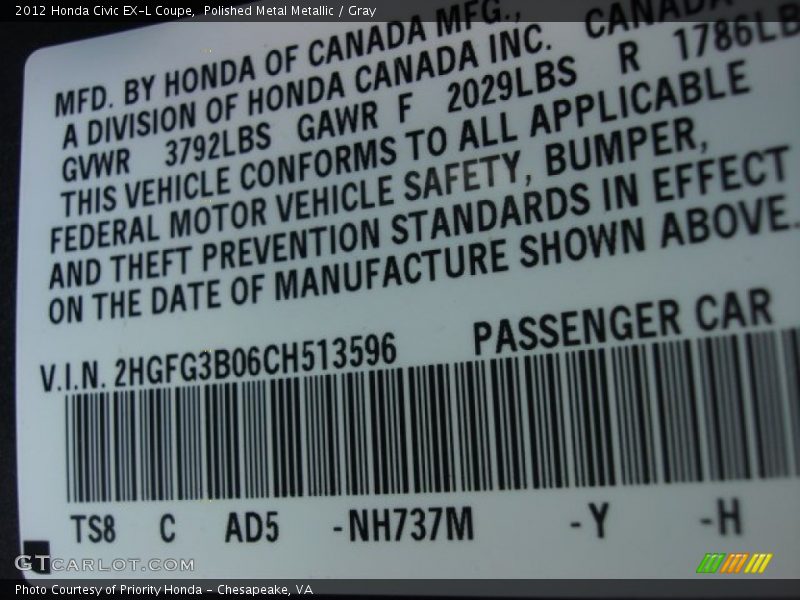 2012 Honda Civic EX-L Coupe, Polished Metal Metallic / Gray
MFD. BY HONDA OF CANADA MFG.,
A DIVISION OF HONDA CANADA INC. CANADA
GVWR 3792LBS GAWR F 2029LBS R 1786LB
THIS VEHICLE CONFORMS TO ALL APPLICABLE
FEDERAL MOTOR VEHICLE SAFETY, BUMPER,
AND THEFT PREVENTION STANDARDS IN EFFECT
ON THE DATE OF MANUFACTURE SHOWN ABOVE.
V.I.N. 2HGFG3B06CH513596 PASSENGER CAR
TS8 C AD5 -NH737M -Y -H
GTCARLOT.COM
Photo Courtesy of Priority Honda - Chesapeake, VA